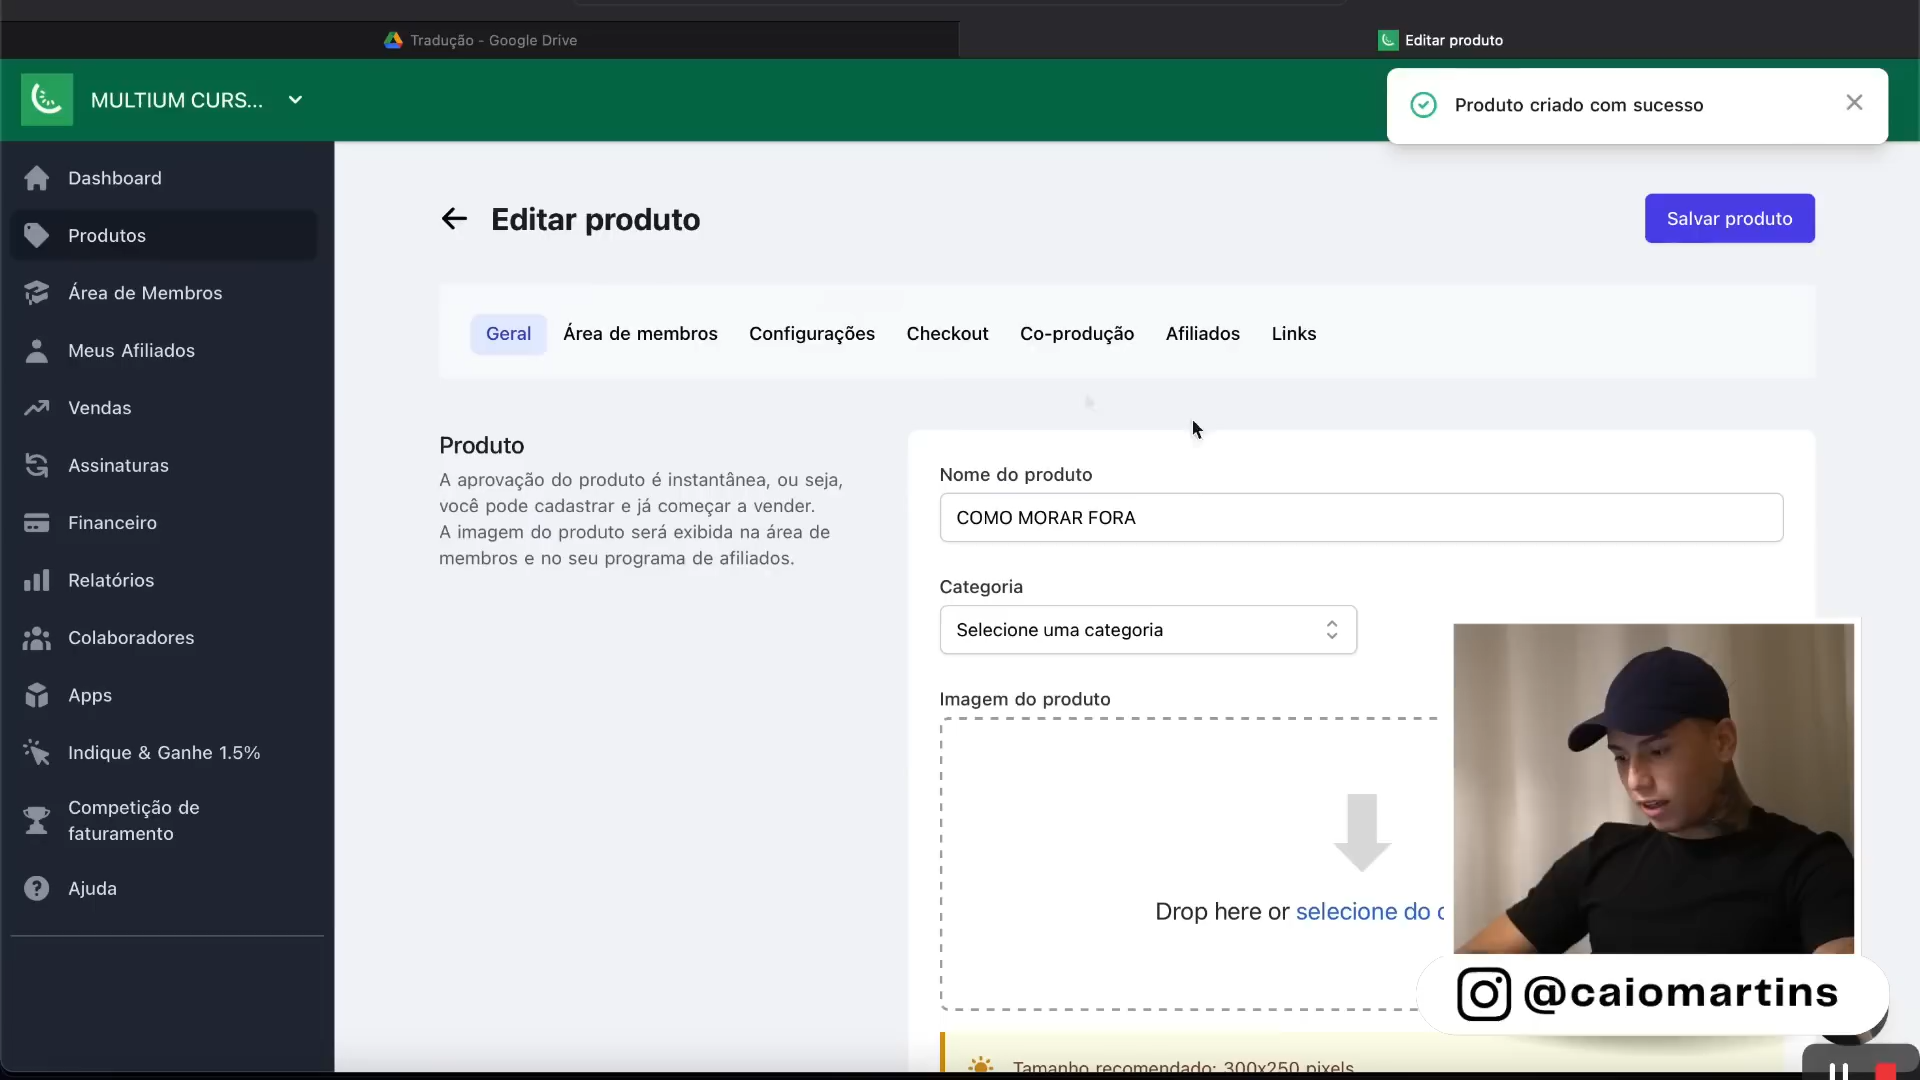 Tradução - Google Drive
Editar produto
MULTIUM CURS...
Produto criado com sucesso
Dashboard
Produtos
Área de Membros
Meus Afiliados
Vendas
Assinaturas
Financeiro
Relatórios
Colaboradores
Apps
Indique & Ganhe 1.5%
Competição de
faturamento
Ajuda
Editar produto
Salvar produto
Geral
Área de membros
Configurações
Checkout
Co-produção
Afiliados
Links
Produto
A aprovação do produto é instantânea, ou seja,
você pode cadastrar e já começar a vender.
A imagem do produto será exibida na área de
membros e no seu programa de afiliados.
Nome do produto
COMO MORAR FORA
Categoria
Selecione uma categoria
Imagem do produto
Drop here or selecione do
Tamanho recomendado: 300x250 pixels
@caiomartins